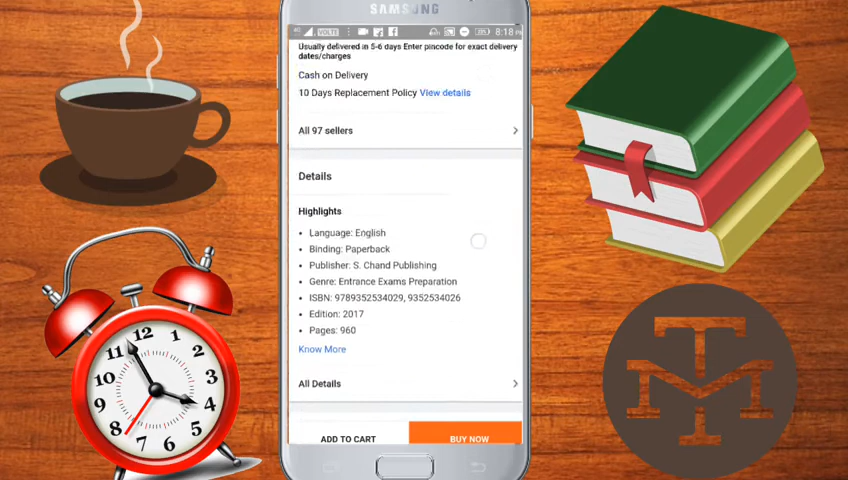 SAMSUNG
4G VOLTE 8:18 PM
Usually delivered in 5-6 days Enter pincode for exact delivery
dates/charges
Cash on Delivery
10 Days Replacement Policy View details
All 97 sellers
Details
Highlights
• Language: English
• Binding: Paperback
• Publisher: S. Chand Publishing
• Genre: Entrance Exams Preparation
• ISBN: 9789352534029, 9352534026
• Edition: 2017
• Pages: 960
Know More
All Details
ADD TO CART BUY NOW
12
1
2
3
4
5
6
7
8
9
10
11
TM